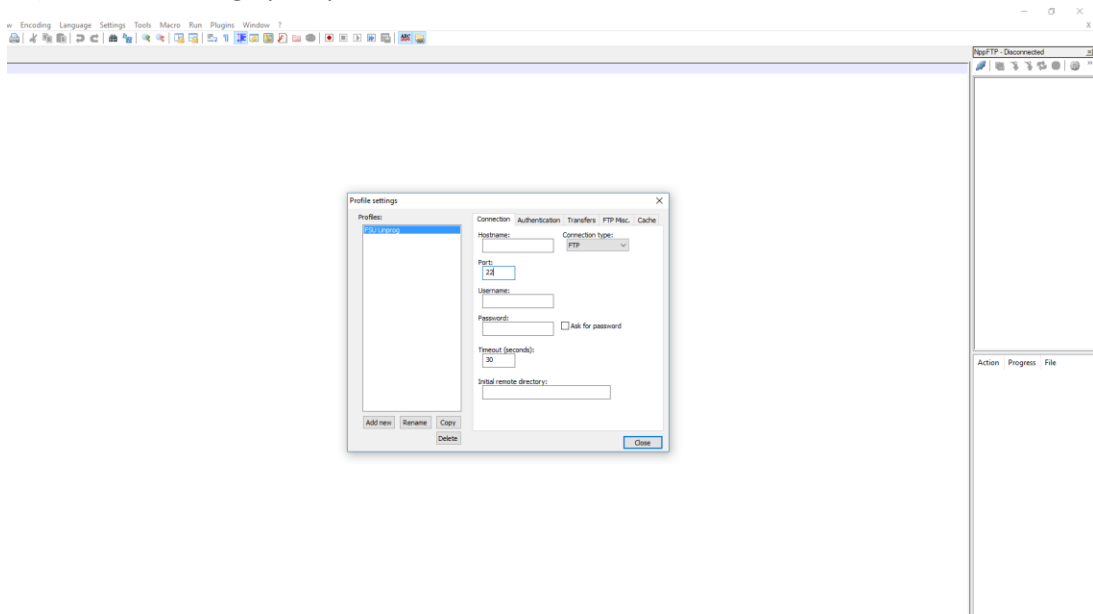 w Encoding Language Settings Tools Macro Run Plugins Window ?
X
NppFTP - Disconnected
Profile settings
Profiles:
FSU Linprog
Connection Authentication Transfers FTP Misc. Cache
Hostname:
Connection type:
FTP
Port:
22
Username:
Password:
Ask for password
Timeout (seconds):
30
Initial remote directory:
Add new Rename Copy
Delete
Close
Action Progress File